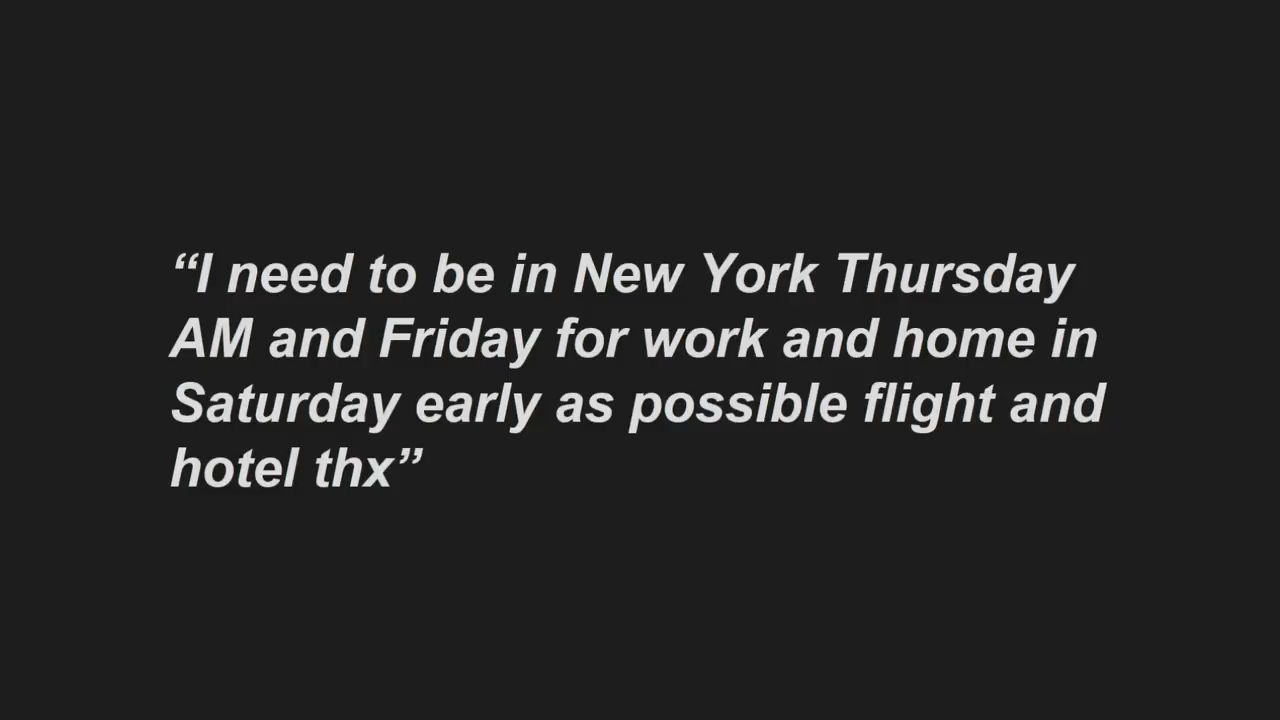 “I need to be in New York Thursday
AM and Friday for work and home in
Saturday early as possible flight and
hotel thx”